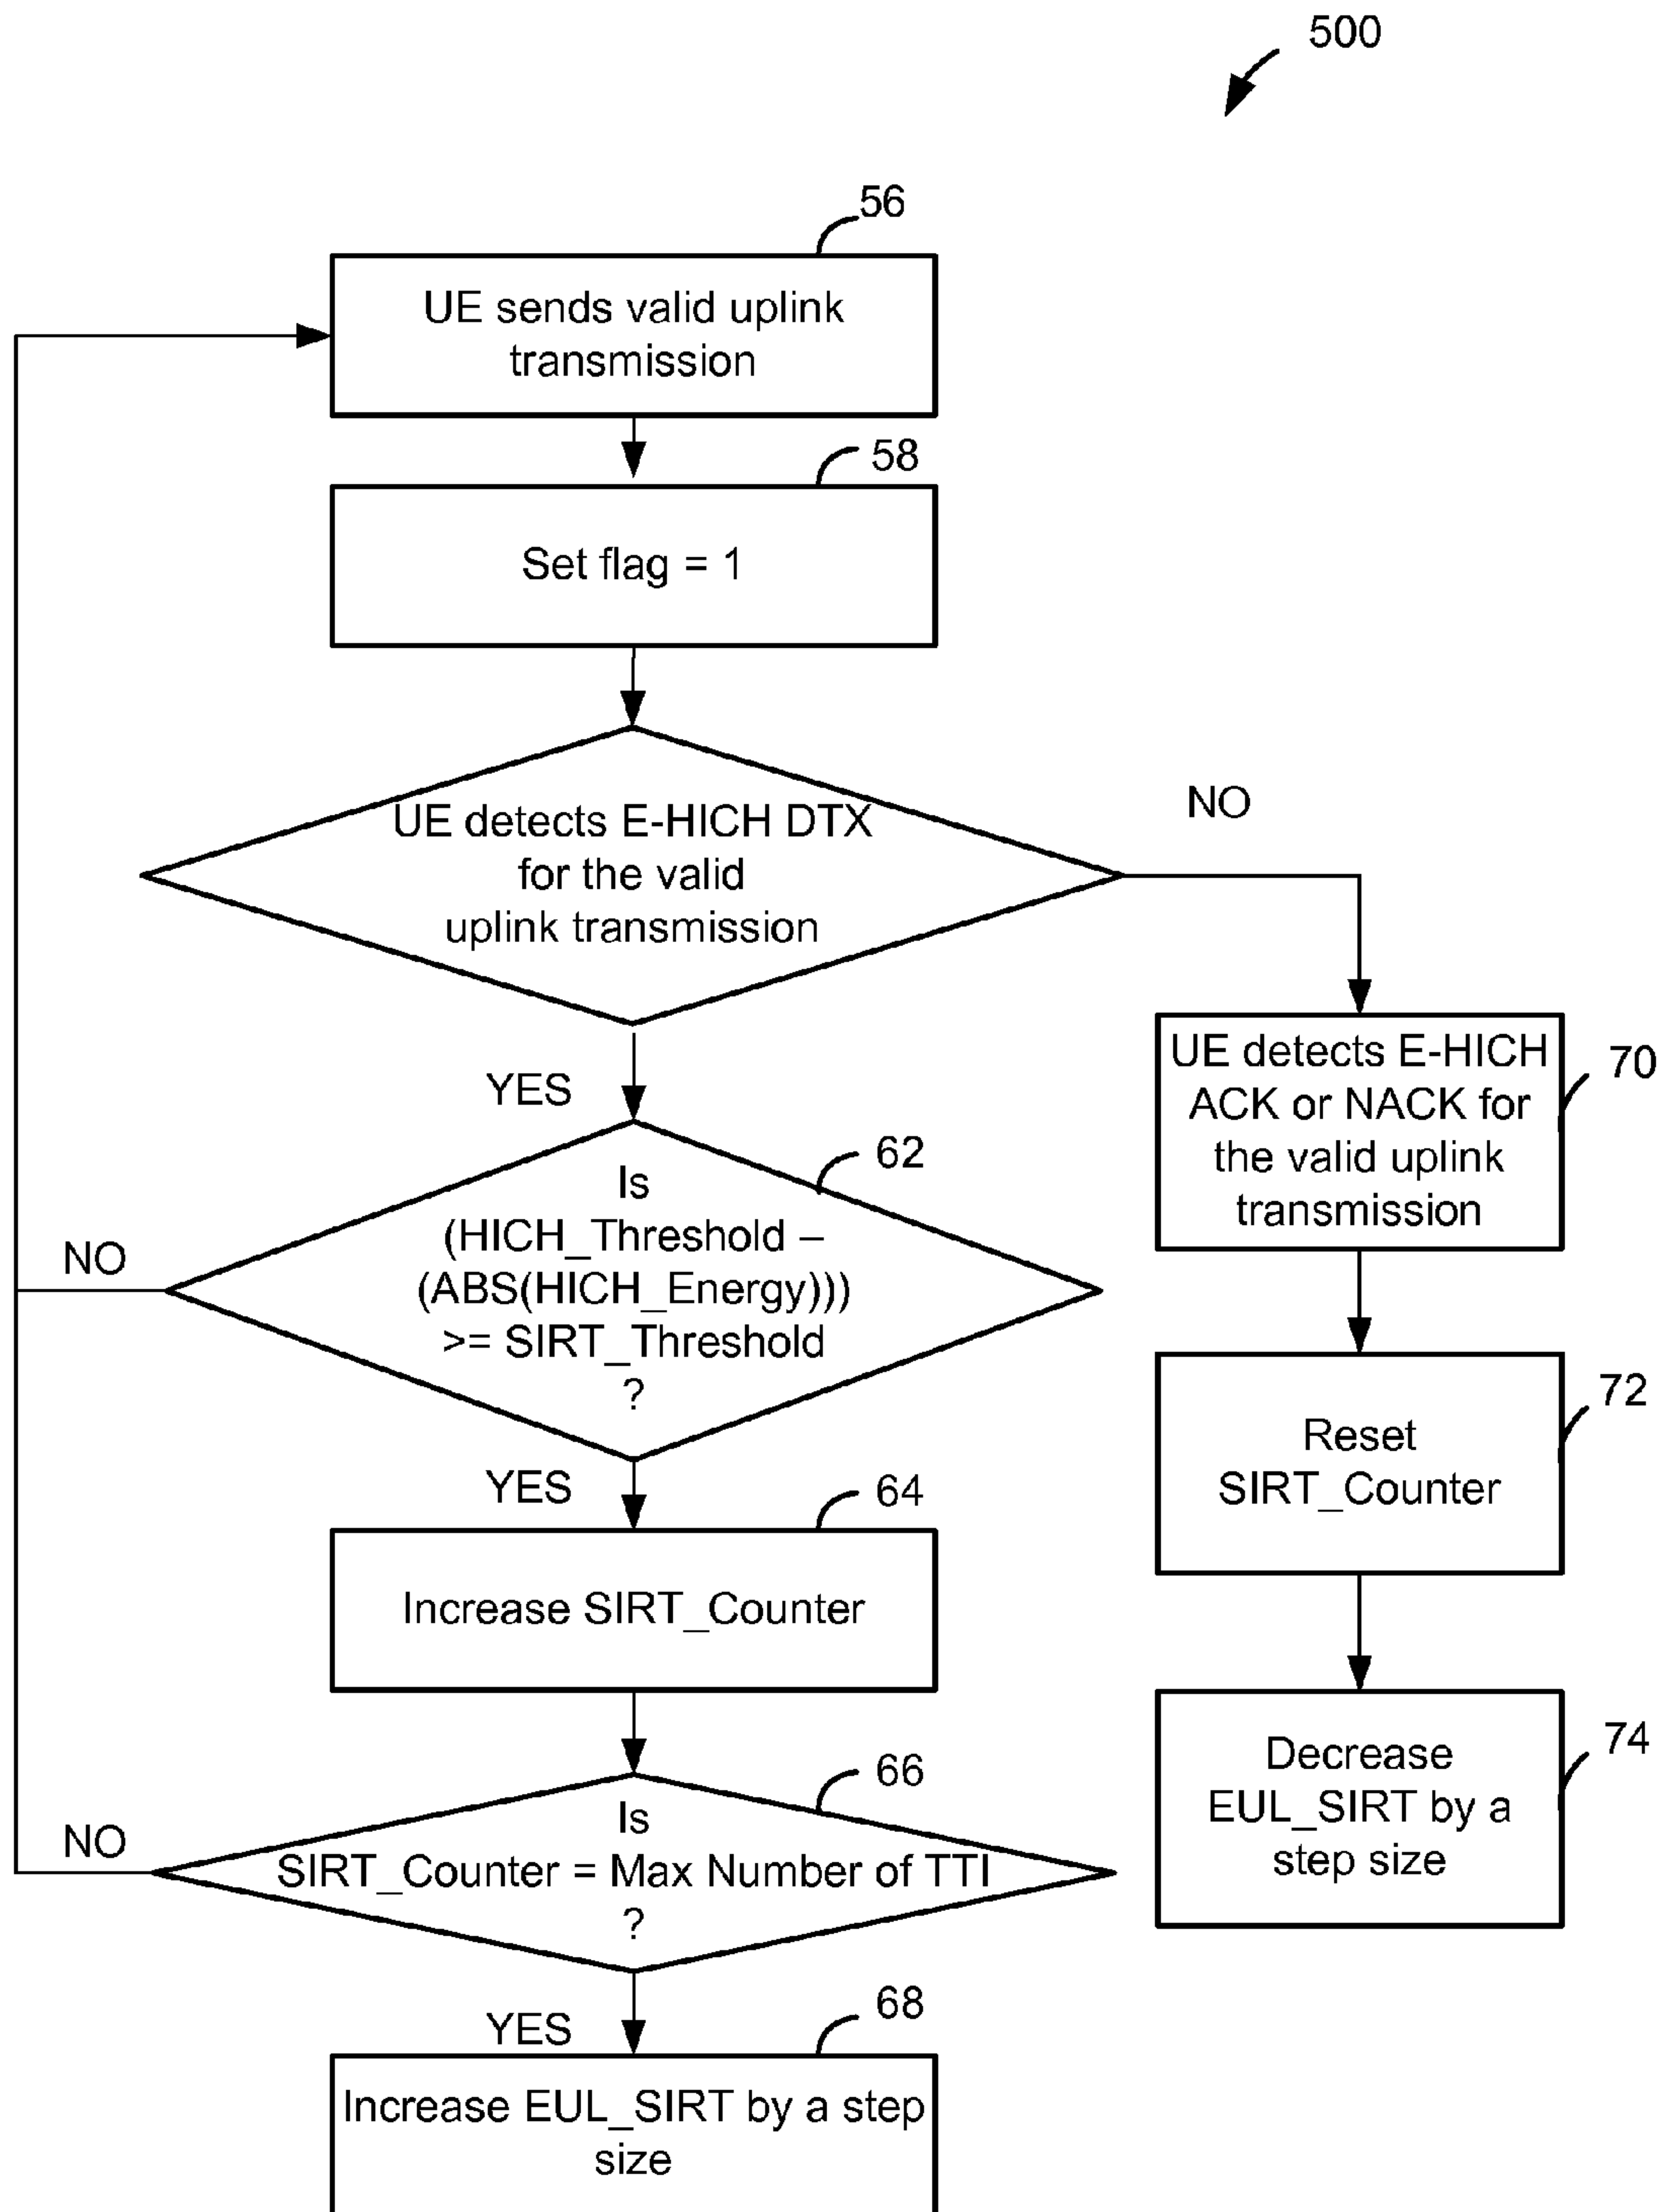 500
56
UE sends valid uplink
transmission
58
Set flag = 1
UE detects E-HICH DTX
for the valid
uplink transmission
NO
YES
UE detects E-HICH
ACK or NACK for
the valid uplink
transmission
70
62
Is
(HICH_Threshold –
(ABS(HICH_Energy)))
>= SIRT_Threshold
?
NO
YES
72
Reset
SIRT_Counter
64
Increase SIRT_Counter
66
Is
SIRT_Counter = Max Number of TTI
?
NO
YES
74
Decrease
EUL_SIRT by a
step size
68
Increase EUL_SIRT by a step
size